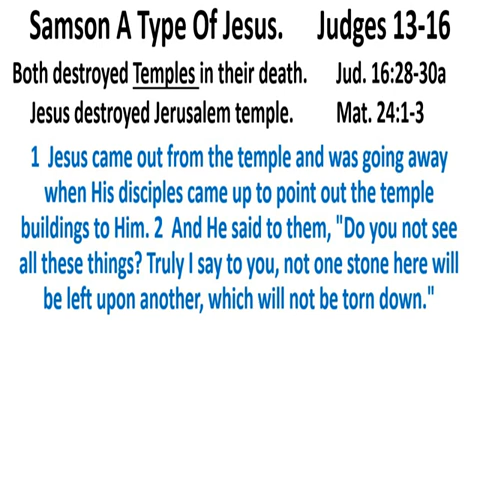 Samson A Type Of Jesus. Judges 13-16
Both destroyed Temples in their death. Jud. 16:28-30a
Jesus destroyed Jerusalem temple. Mat. 24:1-3
1 Jesus came out from the temple and was going away
when His disciples came up to point out the temple
buildings to Him. 2 And He said to them, "Do you not see
all these things? Truly I say to you, not one stone here will
be left upon another, which will not be torn down."